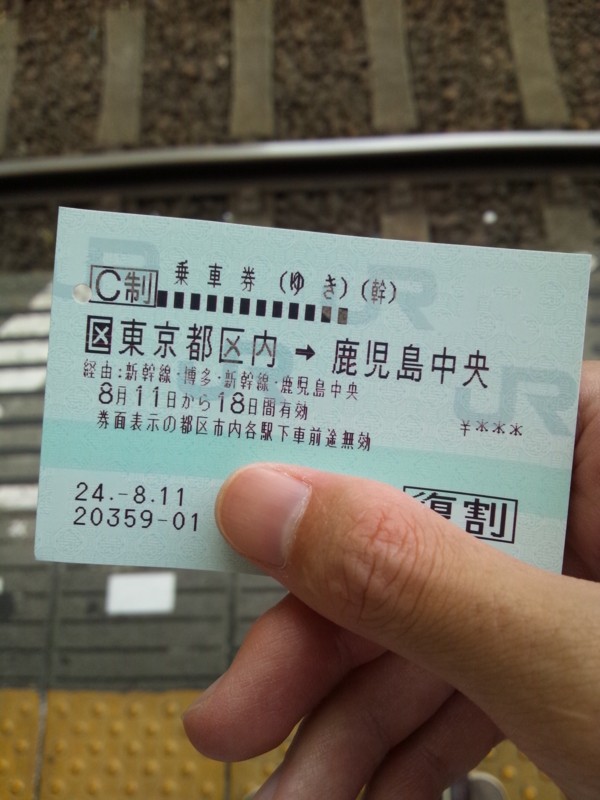 C制 乗車券 (ゆき) (幹)
区 東京都区内 → 鹿児島中央
経由:新幹線・博多・新幹線・鹿児島中央
8月11日から18日間有効
¥***
券面表示の都区市内各駅下車前途無効
24.-8.11
復割
20359-01